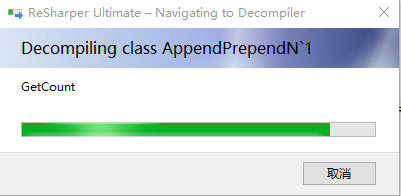 ReSharper Ultimate – Navigating to Decompiler
Decompiling class AppendPrependN`1
GetCount
取消